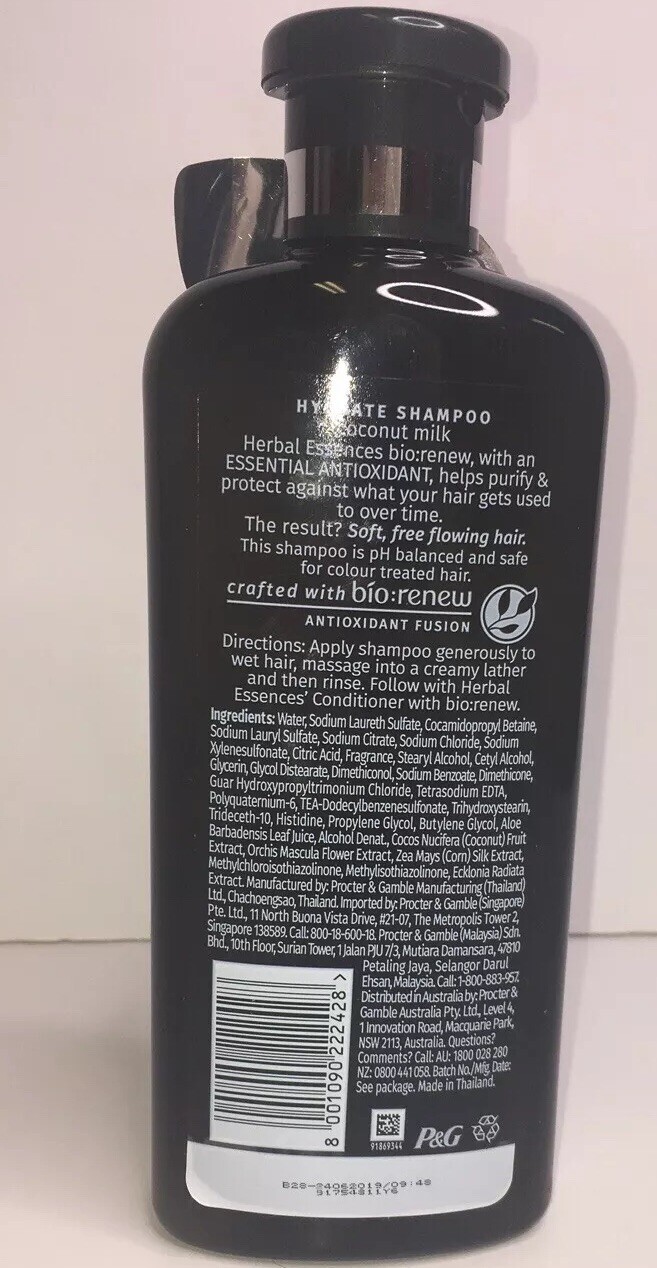 HYDRATE SHAMPOO
coconut milk
Herbal Essences bio:renew, with an
ESSENTIAL ANTIOXIDANT, helps purify &
protect against what your hair gets used
to over time.
The result? Soft, free flowing hair.
This shampoo is pH balanced and safe
for colour treated hair.
crafted with bio:renew
ANTIOXIDANT FUSION
Directions: Apply shampoo generously to
wet hair, massage into a creamy lather
and then rinse. Follow with Herbal
Essences' Conditioner with bio:renew.
Ingredients: Water, Sodium Laureth Sulfate, Cocamidopropyl Betaine,
Sodium Lauryl Sulfate, Sodium Citrate, Sodium Chloride, Sodium
Xylenesulfonate, Citric Acid, Fragrance, Stearyl Alcohol, Cetyl Alcohol,
Glycerin, Glycol Distearate, Dimethiconol, Sodium Benzoate, Dimethicone,
Guar Hydroxypropyltrimonium Chloride, Tetrasodium EDTA,
Polyquaternium-6, TEA-Dodecylbenzenesulfonate, Trihydroxystearin,
Trideceth-10, Histidine, Propylene Glycol, Butylene Glycol, Aloe
Barbadensis Leaf Juice, Alcohol Denat., Cocos Nucifera (Coconut) Fruit
Extract, Orchis Mascula Flower Extract, Zea Mays (Corn) Silk Extract,
Methylchloroisothiazolinone, Methylisothiazolinone, Ecklonia Radiata
Extract. Manufactured by: Procter & Gamble Manufacturing (Thailand)
Ltd., Chachoengsao, Thailand. Imported by: Procter & Gamble (Singapore)
Pte. Ltd., 11 North Buona Vista Drive, #21-07, The Metropolis Tower 2,
Singapore 138589. Call: 800-18-600-18. Procter & Gamble (Malaysia) Sdn.
Bhd., 10th Floor, Surian Tower, 1 Jalan PJU 7/3, Mutiara Damansara, 47810
Petaling Jaya, Selangor Darul
Ehsan, Malaysia. Call: 1-800-883-957.
Distributed in Australia by: Procter &
Gamble Australia Pty. Ltd., Level 4,
1 Innovation Road, Macquarie Park,
NSW 2113, Australia. Questions?
Comments? Call: AU: 1800 028 280
NZ: 0800 441 058. Batch No./Mfg. Date:
See package. Made in Thailand.
8 001090 222428 >
91869344
P&G
B28-24062019/09:48
91754811Y6